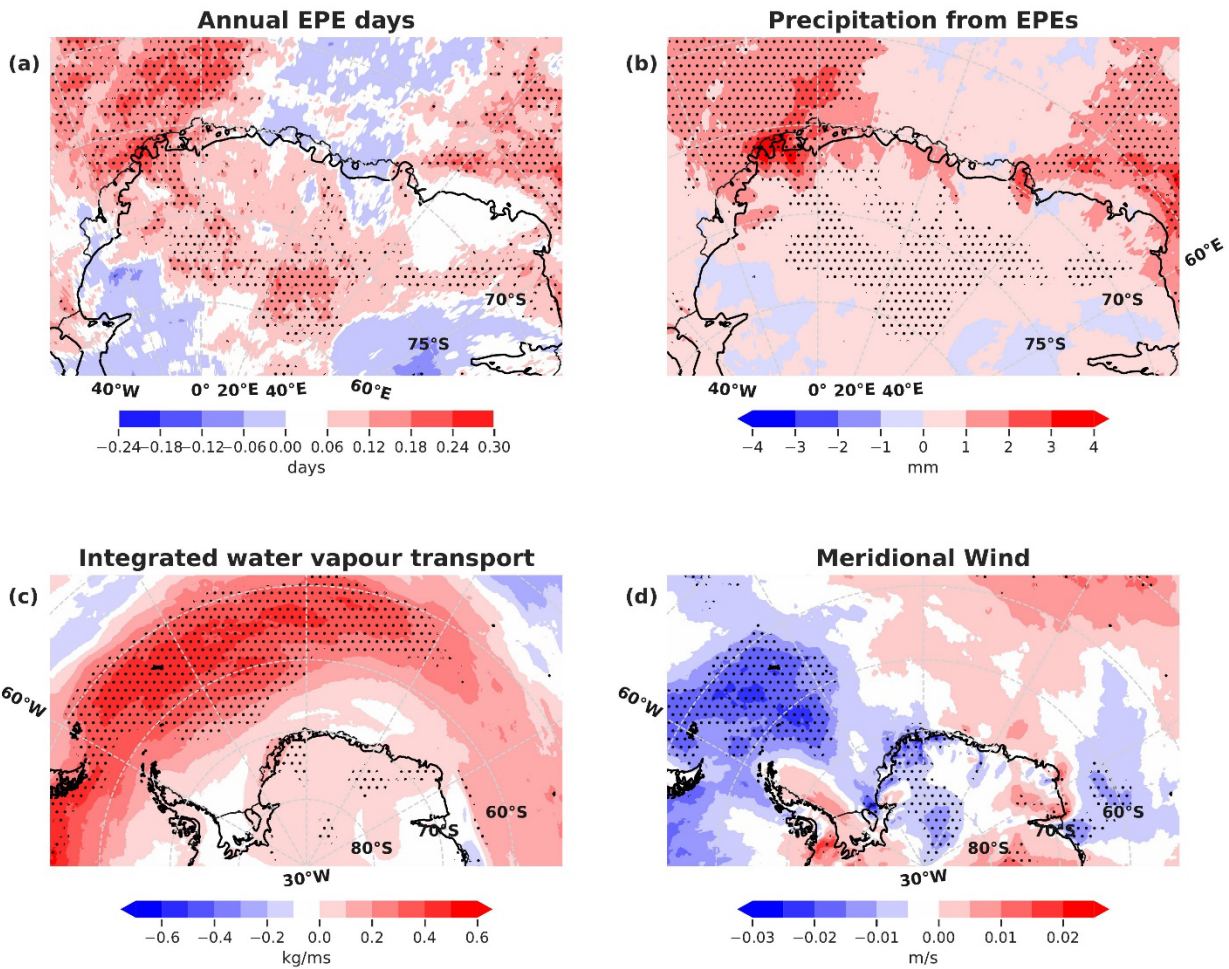 Annual EPE days
Precipitation from EPEs
(a)
(b)
60°E
70°S
70°S
75°S
75°S
40°W 0° 20°E 40°E 60°E
40°W 0° 20°E 40°E
−0.24 −0.18 −0.12 −0.06 0.00 0.06 0.12 0.18 0.24 0.30
days
−4 −3 −2 −1 0 1 2 3 4
mm
Integrated water vapour transport
Meridional Wind
(c)
(d)
60°W
60°W
60°S
60°S
70°S
70°S
80°S
80°S
30°W
30°W
−0.6 −0.4 −0.2 0.0 0.2 0.4 0.6
kg/ms
−0.03 −0.02 −0.01 0.00 0.01 0.02
m/s